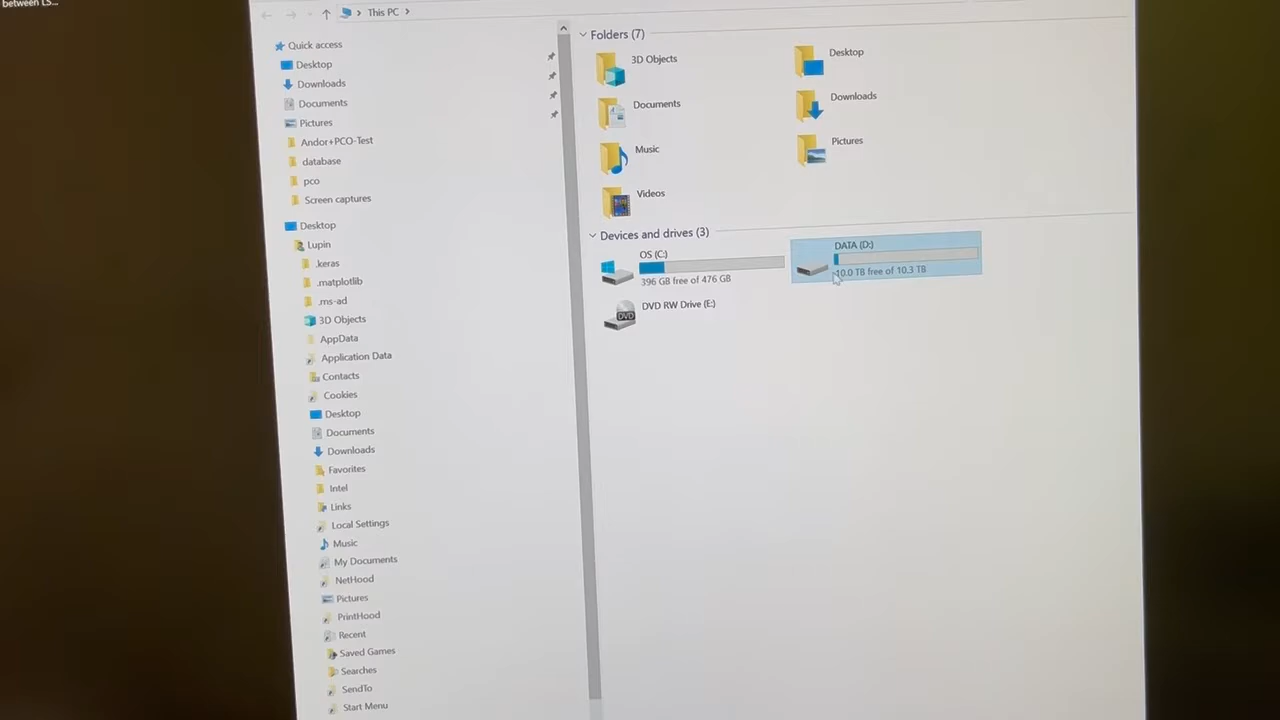 between LS...
This PC
Quick access
Desktop
Downloads
Documents
Pictures
Andor+PCO-Test
database
pco
Screen captures
Desktop
Lupin
.keras
.matplotlib
.ms-ad
3D Objects
AppData
Application Data
Contacts
Cookies
Desktop
Documents
Downloads
Favorites
Intel
Links
Local Settings
Music
My Documents
NetHood
Pictures
PrintHood
Recent
Saved Games
Searches
SendTo
Start Menu
Folders (7)
3D Objects
Desktop
Documents
Downloads
Music
Pictures
Videos
Devices and drives (3)
OS (C:)
396 GB free of 476 GB
DATA (D:)
10.0 TB free of 10.3 TB
DVD RW Drive (E:)
DVD